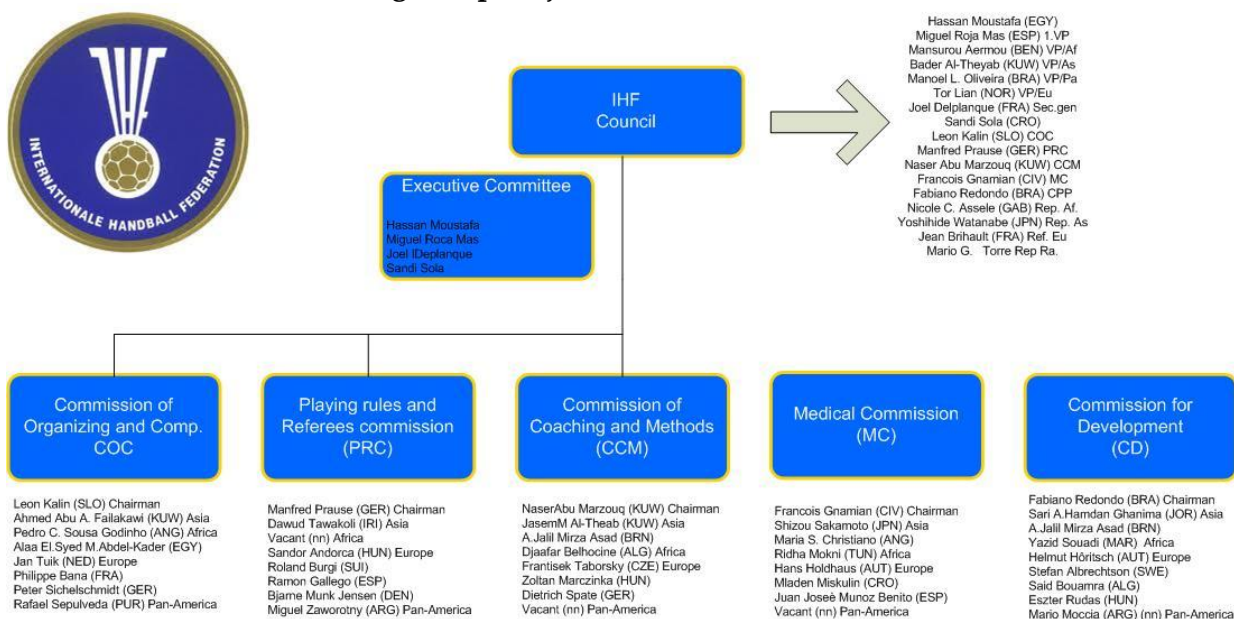 IHF
INTERNATIONALE HANDBALL FEDERATION
IHF
Council
Hassan Moustafa (EGY)
Miguel Roja Mas (ESP) 1.VP
Mansurou Aermou (BEN) VP/Af
Bader Al-Theyab (KUW) VP/As
Manoel L. Oliveira (BRA) VP/Pa
Tor Lian (NOR) VP/Eu
Joel Delplanque (FRA) Sec.gen
Sandi Sola (CRO)
Leon Kalin (SLO) COC
Manfred Prause (GER) PRC
Naser Abu Marzouq (KUW) CCM
Francois Gnamian (CIV) MC
Fabiano Redondo (BRA) CPP
Nicole C. Assele (GAB) Rep. Af.
Yoshihide Watanabe (JPN) Rep. As
Jean Brihault (FRA) Ref. Eu
Mario G. Torre Rep Ra.
Executive Committee
Hassan Moustafa
Miguel Roca Mas
Joel lDeplanque
Sandi Sola
Commission of
Organizing and Comp.
COC
Leon Kalin (SLO) Chairman
Ahmed Abu A. Failakawi (KUW) Asia
Pedro C. Sousa Godinho (ANG) Africa
Alaa El.Syed M.Abdel-Kader (EGY)
Jan Tuik (NED) Europe
Philippe Bana (FRA)
Peter Sichelschmidt (GER)
Rafael Sepulveda (PUR) Pan-America
Playing rules and
Referees commission
(PRC)
Manfred Prause (GER) Chairman
Dawud Tawakoli (IRI) Asia
Vacant (nn) Africa
Sandor Andorca (HUN) Europe
Roland Burgi (SUI)
Ramon Gallego (ESP)
Bjarne Munk Jensen (DEN)
Miguel Zaworotny (ARG) Pan-America
Commission of
Coaching and Methods
(CCM)
NaserAbu Marzouq (KUW) Chairman
JasemM Al-Theab (KUW) Asia
A.Jalil Mirza Asad (BRN)
Djaafar Belhocine (ALG) Africa
Frantisek Taborsky (CZE) Europe
Zoltan Marczinka (HUN)
Dietrich Spate (GER)
Vacant (nn) Pan-America
Medical Commission
(MC)
Francois Gnamian (CIV) Chairman
Shizou Sakamoto (JPN) Asia
Maria S. Christiano (ANG)
Ridha Mokni (TUN) Africa
Hans Holdhaus (AUT) Europe
Mladen Miskulin (CRO)
Juan Joseè Munoz Benito (ESP)
Vacant (nn) Pan-America
Commission for
Development
(CD)
Fabiano Redondo (BRA) Chairman
Sari A.Hamdan Ghanima (JOR) Asia
A.Jalil Mirza Asad (BRN)
Yazid Souadi (MAR) Africa
Helmut Höritsch (AUT) Europe
Stefan Albrechtson (SWE)
Said Bouamra (ALG)
Eszter Rudas (HUN)
Mario Moccia (ARG) (nn) Pan-America